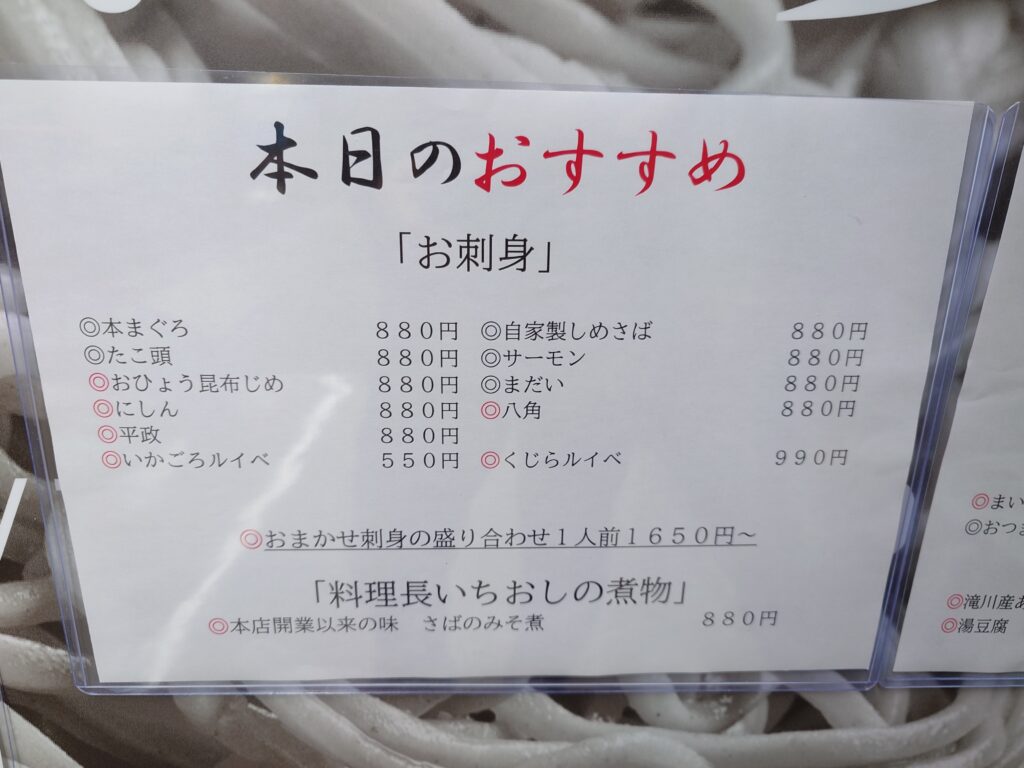 本日のおすすめ
「お刺身」
◎本まぐろ ８８０円 ◎自家製しめさば ８８０円
◎たこ頭 ８８０円 ◎サーモン ８８０円
◎おひょう昆布じめ ８８０円 ◎まだい ８８０円
◎にしん ８８０円 ◎八角 ８８０円
◎平政 ８８０円
◎いかごろルイベ ５５０円 ◎くじらルイベ ９９０円
◎おまかせ刺身の盛り合わせ１人前１６５０円～
「料理長いちおしの煮物」
◎本店開業以来の味 さばのみそ煮 ８８０円
◎まい
◎おつま
◎滝川産あ
◎湯豆腐